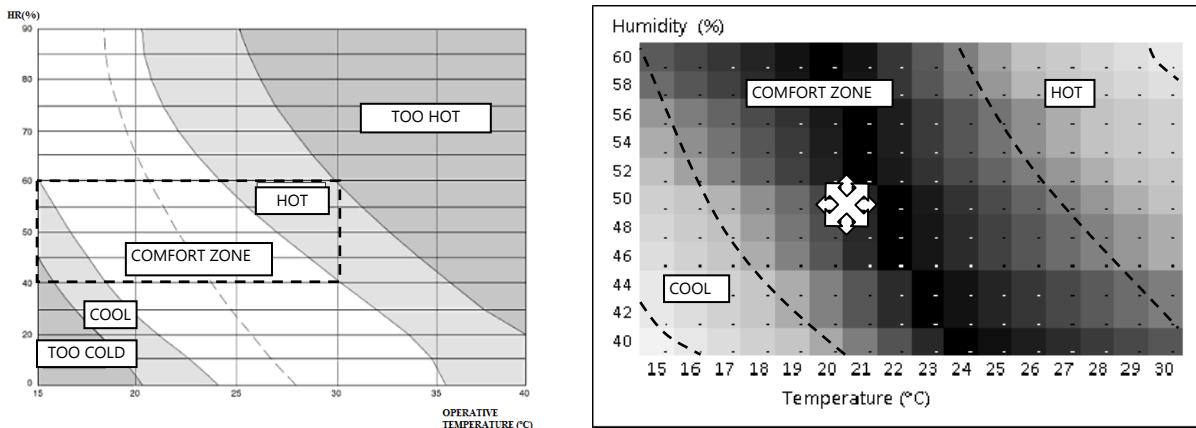 HR(%)
90
80
70
60
50
40
20
0
TOO HOT
HOT
COMFORT ZONE
COOL
TOO COLD
15
20
25
30
40
OPERATIVE
TEMPERATURE (ºC)
Humidity (%)
60
58
56
54
52
50
48
46
44
42
40
COMFORT ZONE
HOT
COOL
15 16 17 18 19 20 21 22 23 24 25 26 27 28 29 30
Temperature (°C)